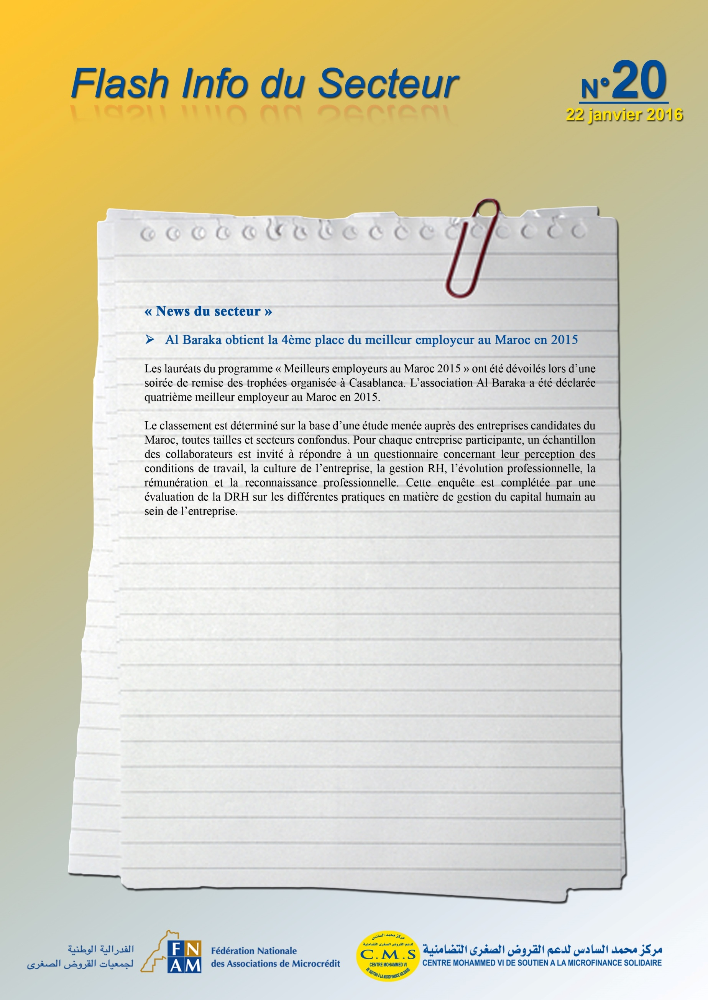 Flash Info du Secteur
N°20
22 janvier 2016
« News du secteur »
➢ Al Baraka obtient la 4ème place du meilleur employeur au Maroc en 2015
Les lauréats du programme « Meilleurs employeurs au Maroc 2015 » ont été dévoilés lors d’une
soirée de remise des trophées organisée à Casablanca. L’association Al Baraka a été déclarée
quatrième meilleur employeur au Maroc en 2015.
Le classement est déterminé sur la base d’une étude menée auprès des entreprises candidates du
Maroc, toutes tailles et secteurs confondus. Pour chaque entreprise participante, un échantillon
des collaborateurs est invité à répondre à un questionnaire concernant leur perception des
conditions de travail, la culture de l’entreprise, la gestion RH, l’évolution professionnelle, la
rémunération et la reconnaissance professionnelle. Cette enquête est complétée par une
évaluation de la DRH sur les différentes pratiques en matière de gestion du capital humain au
sein de l’entreprise.
الفدرالية الوطنية
لجمعيات القروض الصغرى
FN
AM
Fédération Nationale
des Associations de Microcrédit
مركز محمد السادس
لدعم القروض الصغرى التضامنية
C.M.S
CENTRE MOHAMMED VI
DE SOUTIEN À LA MICROFINANCE SOLIDAIRE
مركز محمد السادس لدعم القروض الصغرى التضامنية
CENTRE MOHAMMED VI DE SOUTIEN A LA MICROFINANCE SOLIDAIRE